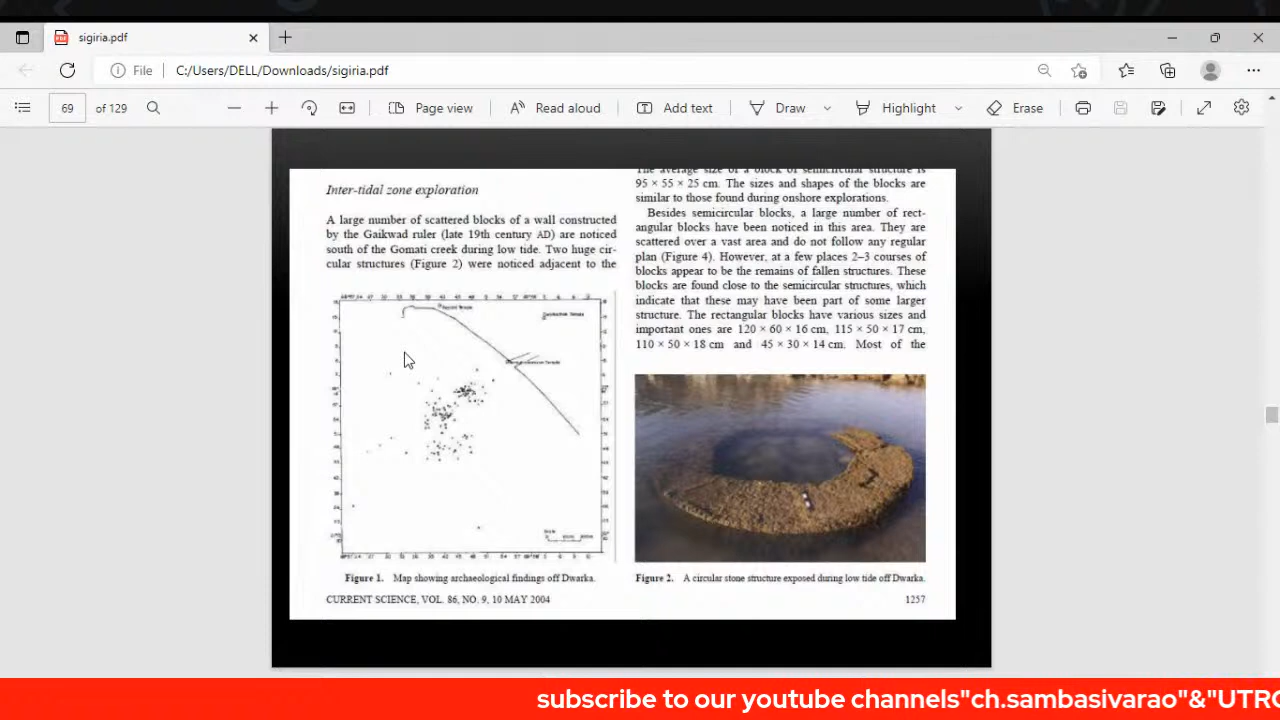 sigiria.pdf
File
C:/Users/DELL/Downloads/sigiria.pdf
69
of 129
Page view
Read aloud
Add text
Draw
Highlight
Erase
Inter-tidal zone exploration
A large number of scattered blocks of a wall constructed
by the Gaikwad ruler (late 19th century AD) are noticed
south of the Gomati creek during low tide. Two huge cir-
cular structures (Figure 2) were noticed adjacent to the
Figure 1. Map showing archaeological findings off Dwarka.
CURRENT SCIENCE, VOL. 86, NO. 9, 10 MAY 2004
The average size of a block of semicircular structure is
95 × 55 × 25 cm. The sizes and shapes of the blocks are
similar to those found during onshore explorations.
Besides semicircular blocks, a large number of rect-
angular blocks have been noticed in this area. They are
scattered over a vast area and do not follow any regular
plan (Figure 4). However, at a few places 2–3 courses of
blocks appear to be the remains of fallen structures. These
blocks are found close to the semicircular structures, which
indicate that these may have been part of some larger
structure. The rectangular blocks have various sizes and
important ones are 120 × 60 × 16 cm, 115 × 50 × 17 cm,
110 × 50 × 18 cm and 45 × 30 × 14 cm. Most of the
Figure 2. A circular stone structure exposed during low tide off Dwarka.
1257
subscribe to our youtube channels"ch.sambasivarao"&"UTRC